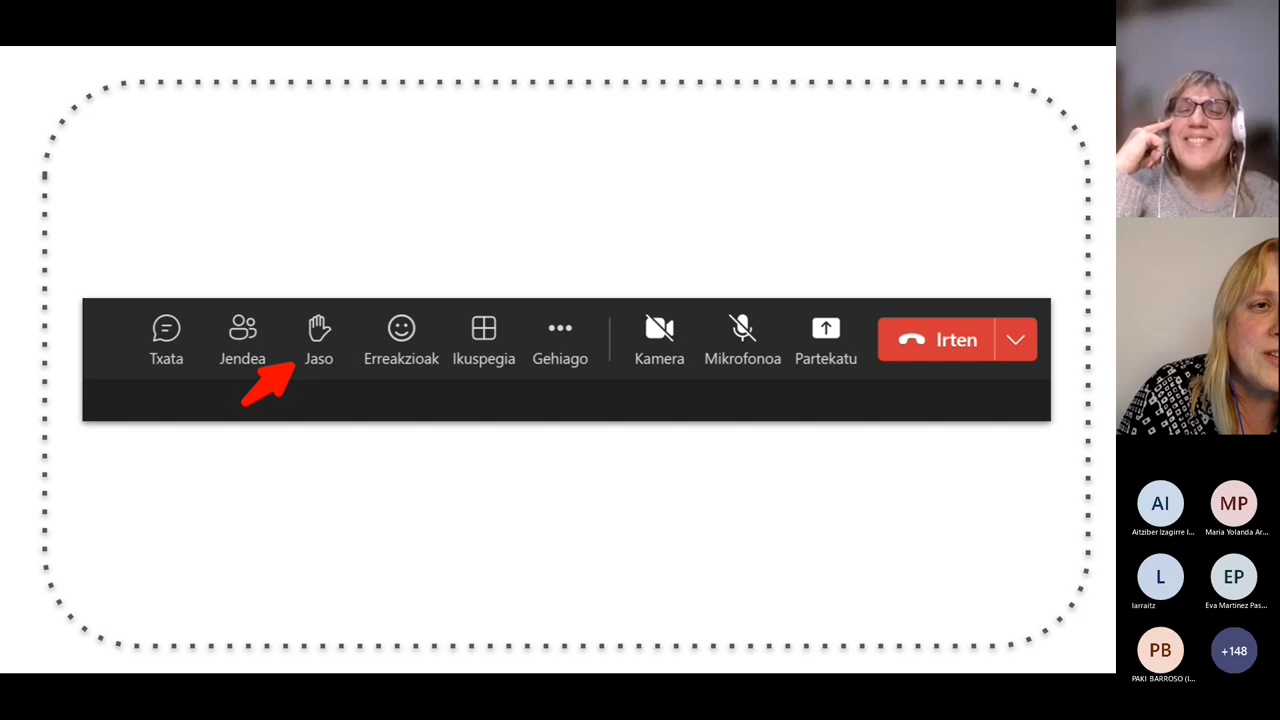 Txata
Jendea
Jaso
Erreakzioak
Ikuspegia
Gehiago
Kamera
Mikrofonoa
Partekatu
Irten
AI
MP
Aitziber Izagirre I...
Maria Yolanda Ar...
L
EP
larraitz
Eva Martinez Pas...
PB
+148
PAKI BARROSO (I...